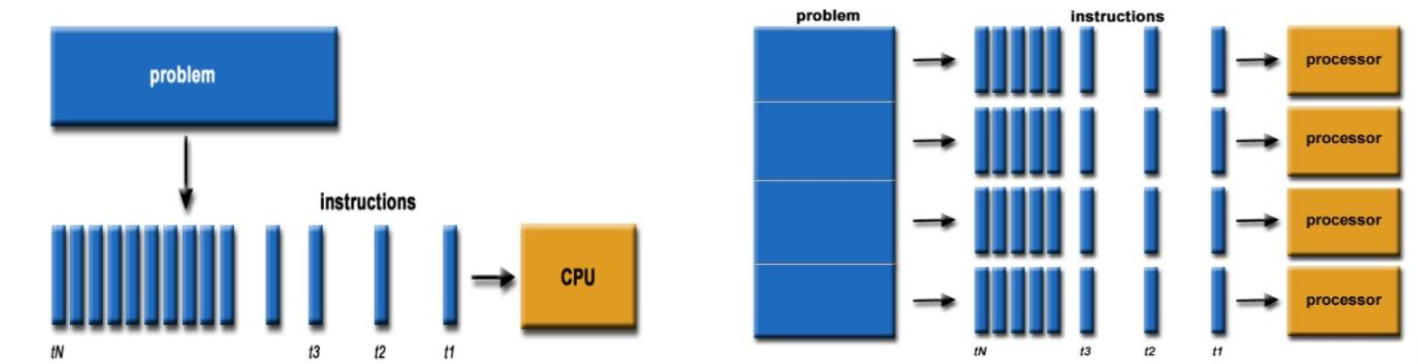 problem
instructions
CPU
tN t3 t2 t1
problem instructions
processor
processor
processor
processor
tN t3 t2 t1